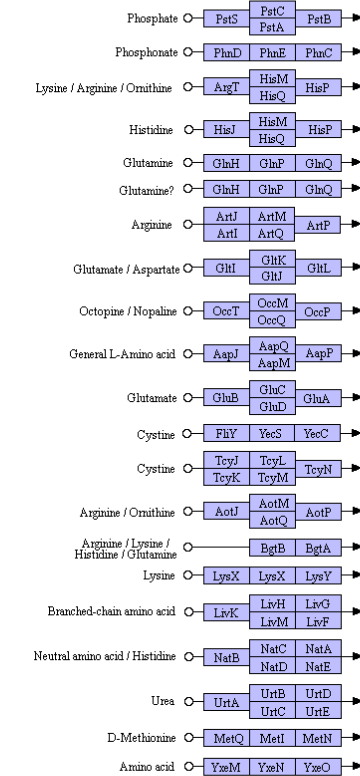 Phosphate PstS PstC PstB
PstA
Phosphonate PhnD PhnE PhnC
Lysine / Arginine / Ornithine ArgT HisM HisP
HisQ
Histidine HisJ HisM HisP
HisQ
Glutamine GlnH GlnP GlnQ
Glutamine? GlnH GlnP GlnQ
Arginine ArtJ ArtM ArtP
ArtI ArtQ
Glutamate / Aspartate GltI GltK GltL
GltJ
Octopine / Nopaline OccT OccM OccP
OccQ
General L-Amino acid AapJ AapQ AapP
AapM
Glutamate GluB GluC GluA
GluD
Cystine FliY YecS YecC
Cystine TcyJ TcyL TcyN
TcyK TcyM
Arginine / Ornithine AotJ AotM AotP
AotQ
Arginine / Lysine /
Histidine / Glutamine BgtB BgtA
Lysine LysX LysX LysY
Branched-chain amino acid LivK LivH LivG
LivM LivF
Neutral amino acid / Histidine NatB NatC NatA
NatD NatE
Urea UrtA UrtB UrtD
UrtC UrtE
D-Methionine MetQ MetI MetN
Amino acid YxeM YxeN YxeO